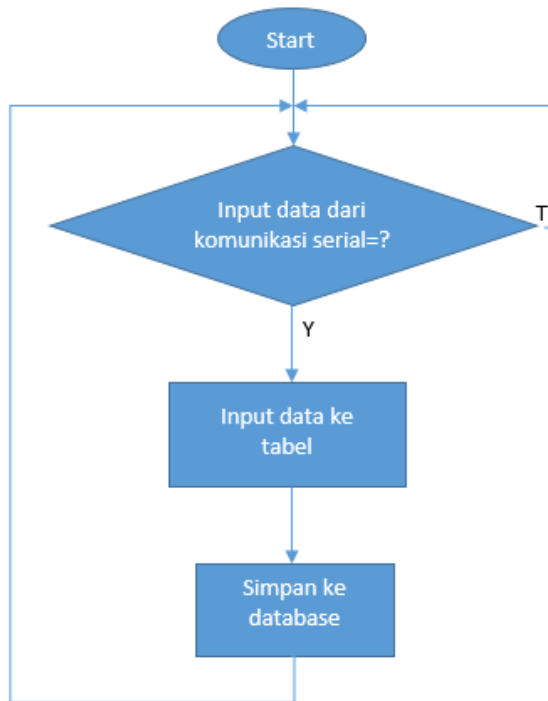 Start
Input data dari
komunikasi serial=?
T
Y
Input data ke
tabel
Simpan ke
database